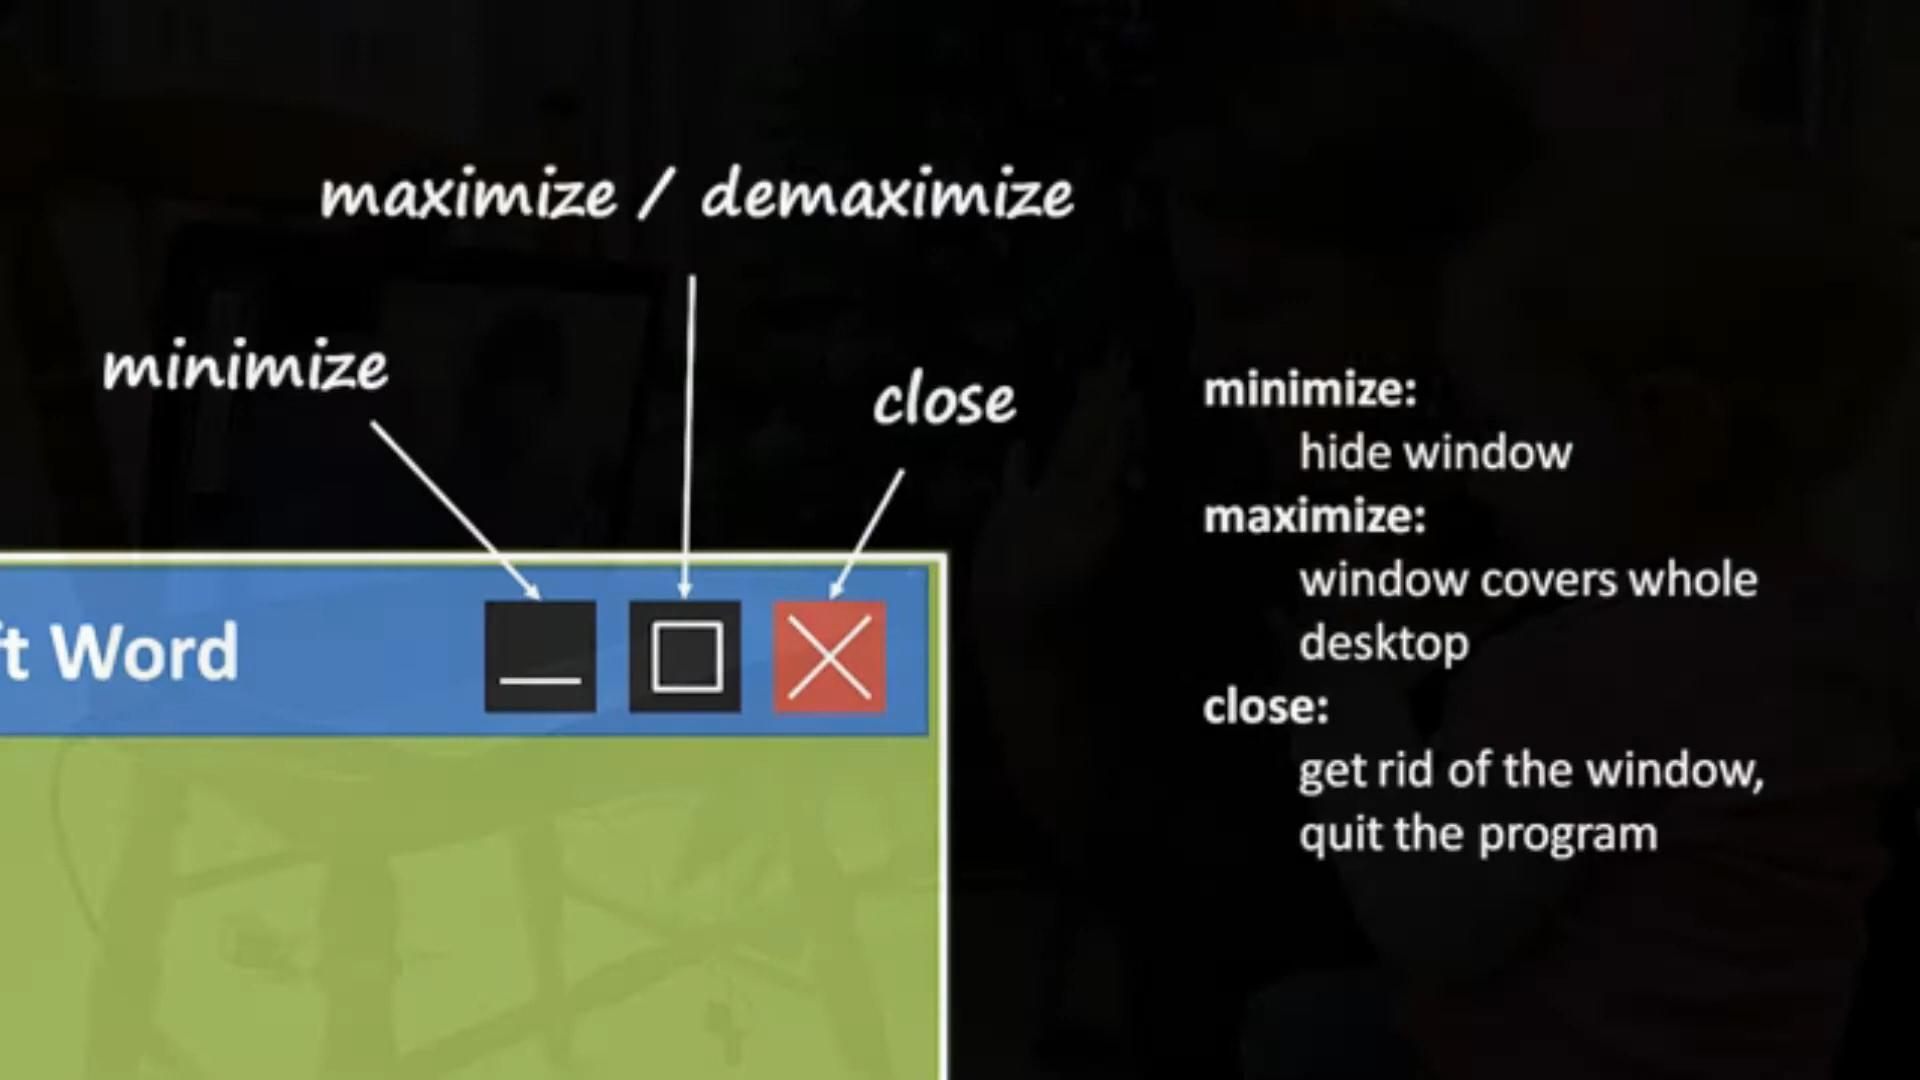 maximize / demaximize
minimize
close
ft Word
minimize:
hide window
maximize:
window covers whole
desktop
close:
get rid of the window,
quit the program